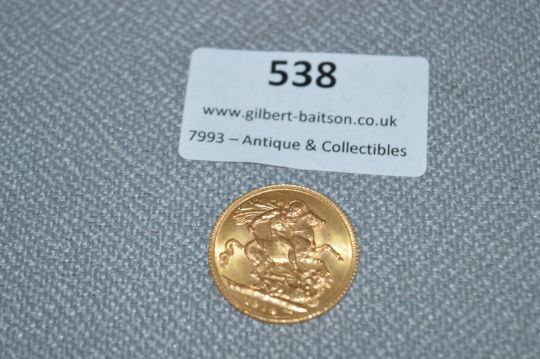 538
www.gilbert-baitson.co.uk
7993 – Antique & Collectibles